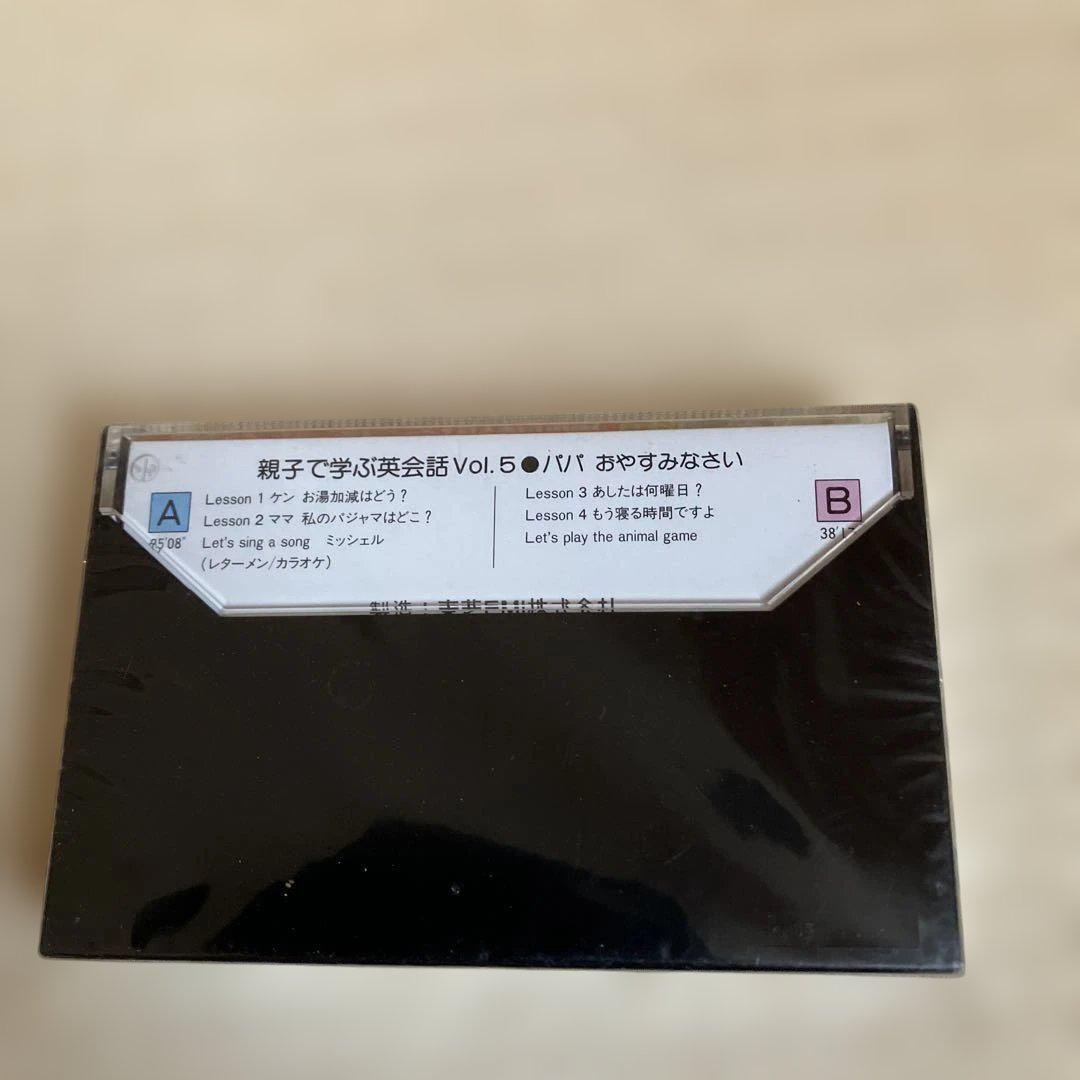 親子で学ぶ英会話Vol.5●パパ おやすみなさい
A
Lesson 1 ケン お湯加減はどう？
Lesson 2 ママ 私のパジャマはどこ？
Let's sing a song ミッシェル
（レターメン/カラオケ）
Lesson 3 あしたは何曜日？
Lesson 4 もう寝る時間ですよ
Let's play the animal game
B